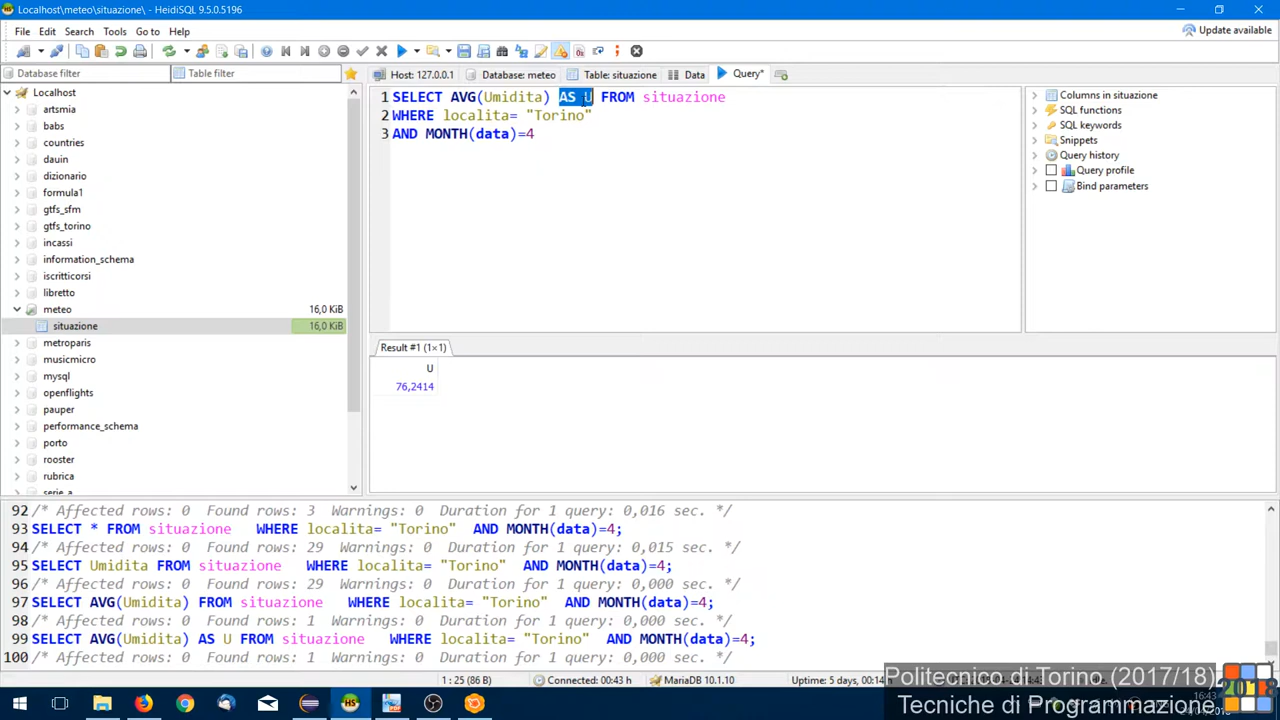 Localhost\meteo\situazione\ - HeidiSQL 9.5.0.5196
File Edit Search Tools Go to Help
Update available
Database filter
Table filter
Host: 127.0.0.1
Database: meteo
Table: situazione
Data
Query*
Localhost
artsmia
babs
countries
dauin
dizionario
formula1
gtfs_sfm
gtfs_torino
incassi
information_schema
iscritticorsi
libretto
meteo 16,0 KiB
situazione 16,0 KiB
metroparis
musicmicro
mysql
openflights
pauper
performance_schema
porto
rooster
rubrica
serie_a
1 SELECT AVG(Umidita) AS U FROM situazione
2 WHERE localita= "Torino"
3 AND MONTH(data)=4
Columns in situazione
SQL functions
SQL keywords
Snippets
Query history
Query profile
Bind parameters
Result #1 (1×1)
U
76,2414
92 /* Affected rows: 0 Found rows: 3 Warnings: 0 Duration for 1 query: 0,016 sec. */
93 SELECT * FROM situazione WHERE localita= "Torino" AND MONTH(data)=4;
94 /* Affected rows: 0 Found rows: 29 Warnings: 0 Duration for 1 query: 0,015 sec. */
95 SELECT Umidita FROM situazione WHERE localita= "Torino" AND MONTH(data)=4;
96 /* Affected rows: 0 Found rows: 29 Warnings: 0 Duration for 1 query: 0,000 sec. */
97 SELECT AVG(Umidita) FROM situazione WHERE localita= "Torino" AND MONTH(data)=4;
98 /* Affected rows: 0 Found rows: 1 Warnings: 0 Duration for 1 query: 0,000 sec. */
99 SELECT AVG(Umidita) AS U FROM situazione WHERE localita= "Torino" AND MONTH(data)=4;
100 /* Affected rows: 0 Found rows: 1 Warnings: 0 Duration for 1 query: 0,000 sec. */
1 : 25 (86 B)
Connected: 00:43 h
MariaDB 10.1.10
Uptime: 5 days,
Politecnico di Torino (2017/18)
Tecniche di Programmazione
16:43
2018